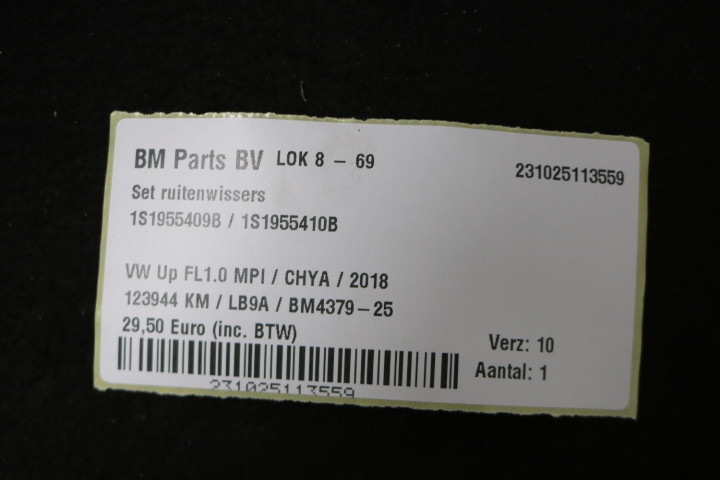 BM Parts BV LOK 8 - 69
231025113559
Set ruitenwissers
1S1955409B / 1S1955410B
VW Up FL1.0 MPI / CHYA / 2018
123944 KM / LB9A / BM4379-25
29,50 Euro (inc. BTW)
Verz: 10
Aantal: 1
231025113559